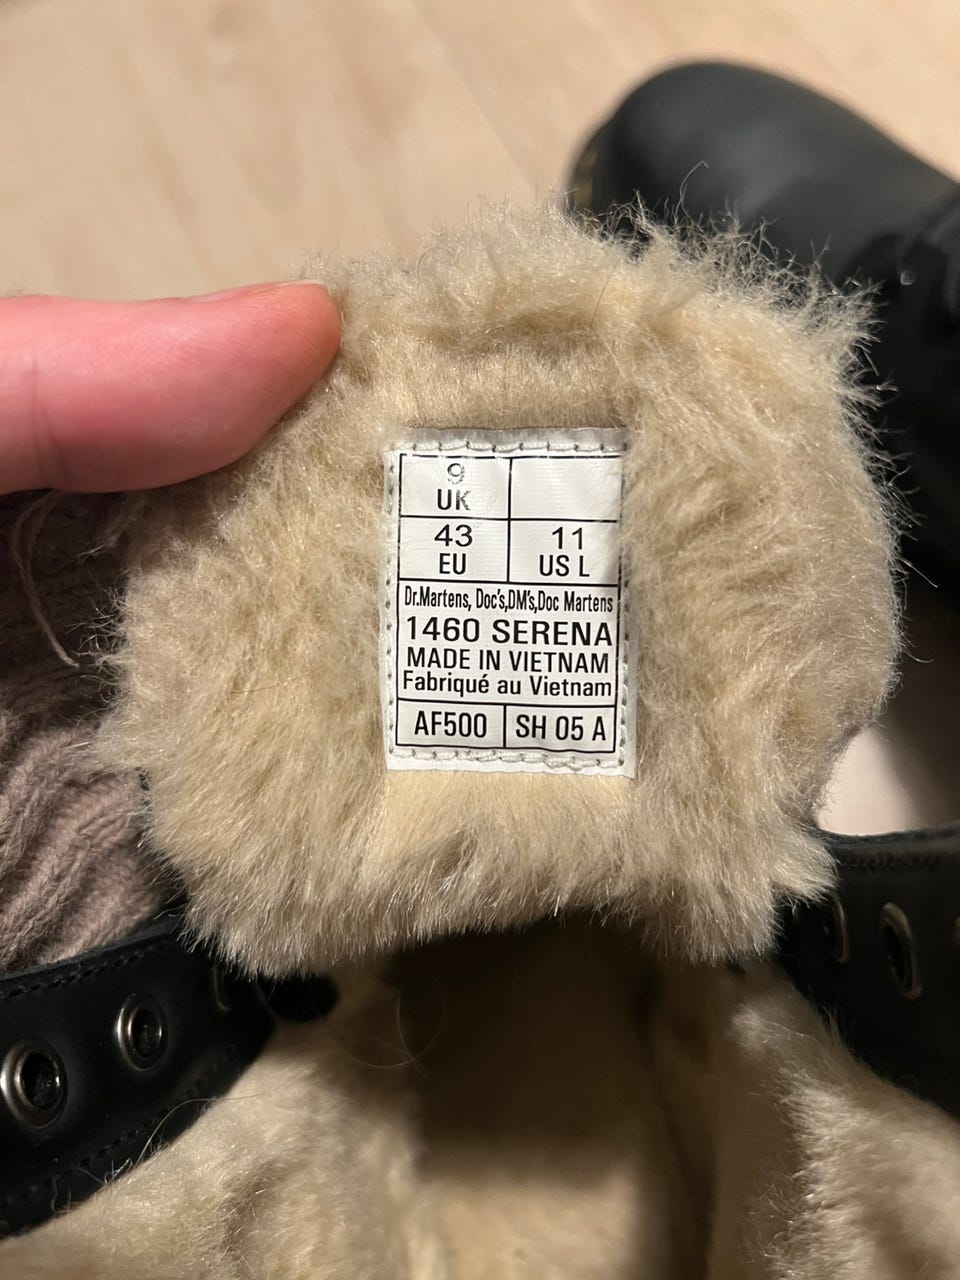 9
UK
43 11
EU US L
Dr.Martens, Doc's,DM's,Doc Martens
1460 SERENA
MADE IN VIETNAM
Fabriqué au Vietnam
AF500 SH 05 A